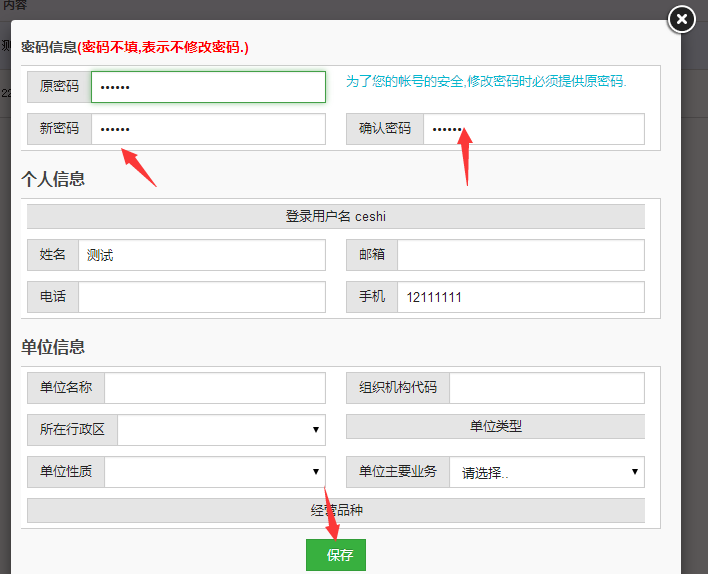 内容
密码信息(密码不填,表示不修改密码.)
原密码 •••••• 为了您的帐号的安全,修改密码时必须提供原密码.
22
新密码 •••••• 确认密码 ••••••
个人信息
登录用户名 ceshi
姓名 测试 邮箱
电话 手机 12111111
单位信息
单位名称 组织机构代码
所在行政区 单位类型
单位性质 单位主要业务 请选择..
经营品种
保存